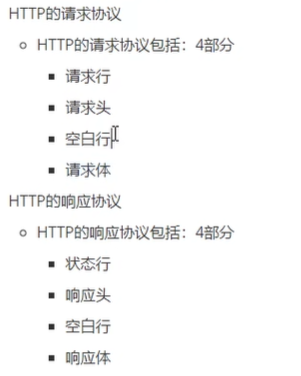 HTTP的请求协议
HTTP的请求协议包括：4部分
请求行
请求头
空白行
请求体
HTTP的响应协议
HTTP的响应协议包括：4部分
状态行
响应头
空白行
响应体